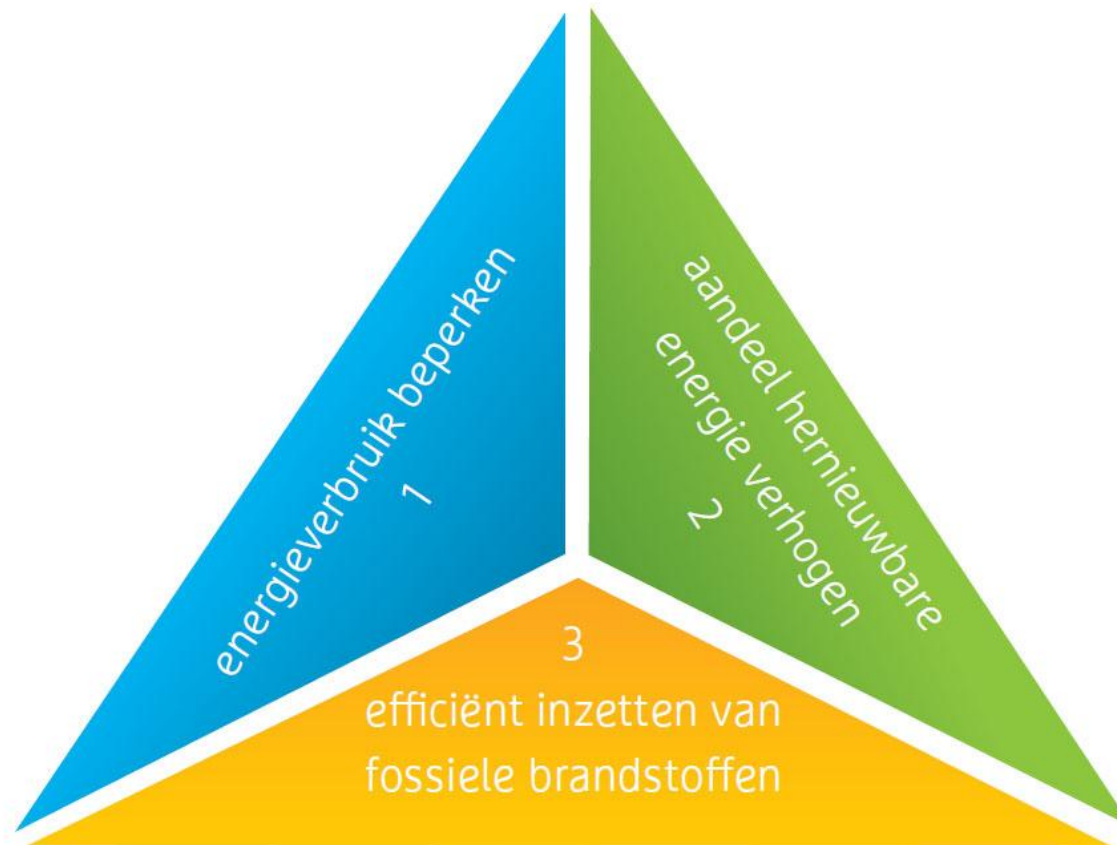 energieverbruik beperken
1
aandeel hernieuwbare
energie verhogen
2
3
efficiënt inzetten van
fossiele brandstoffen